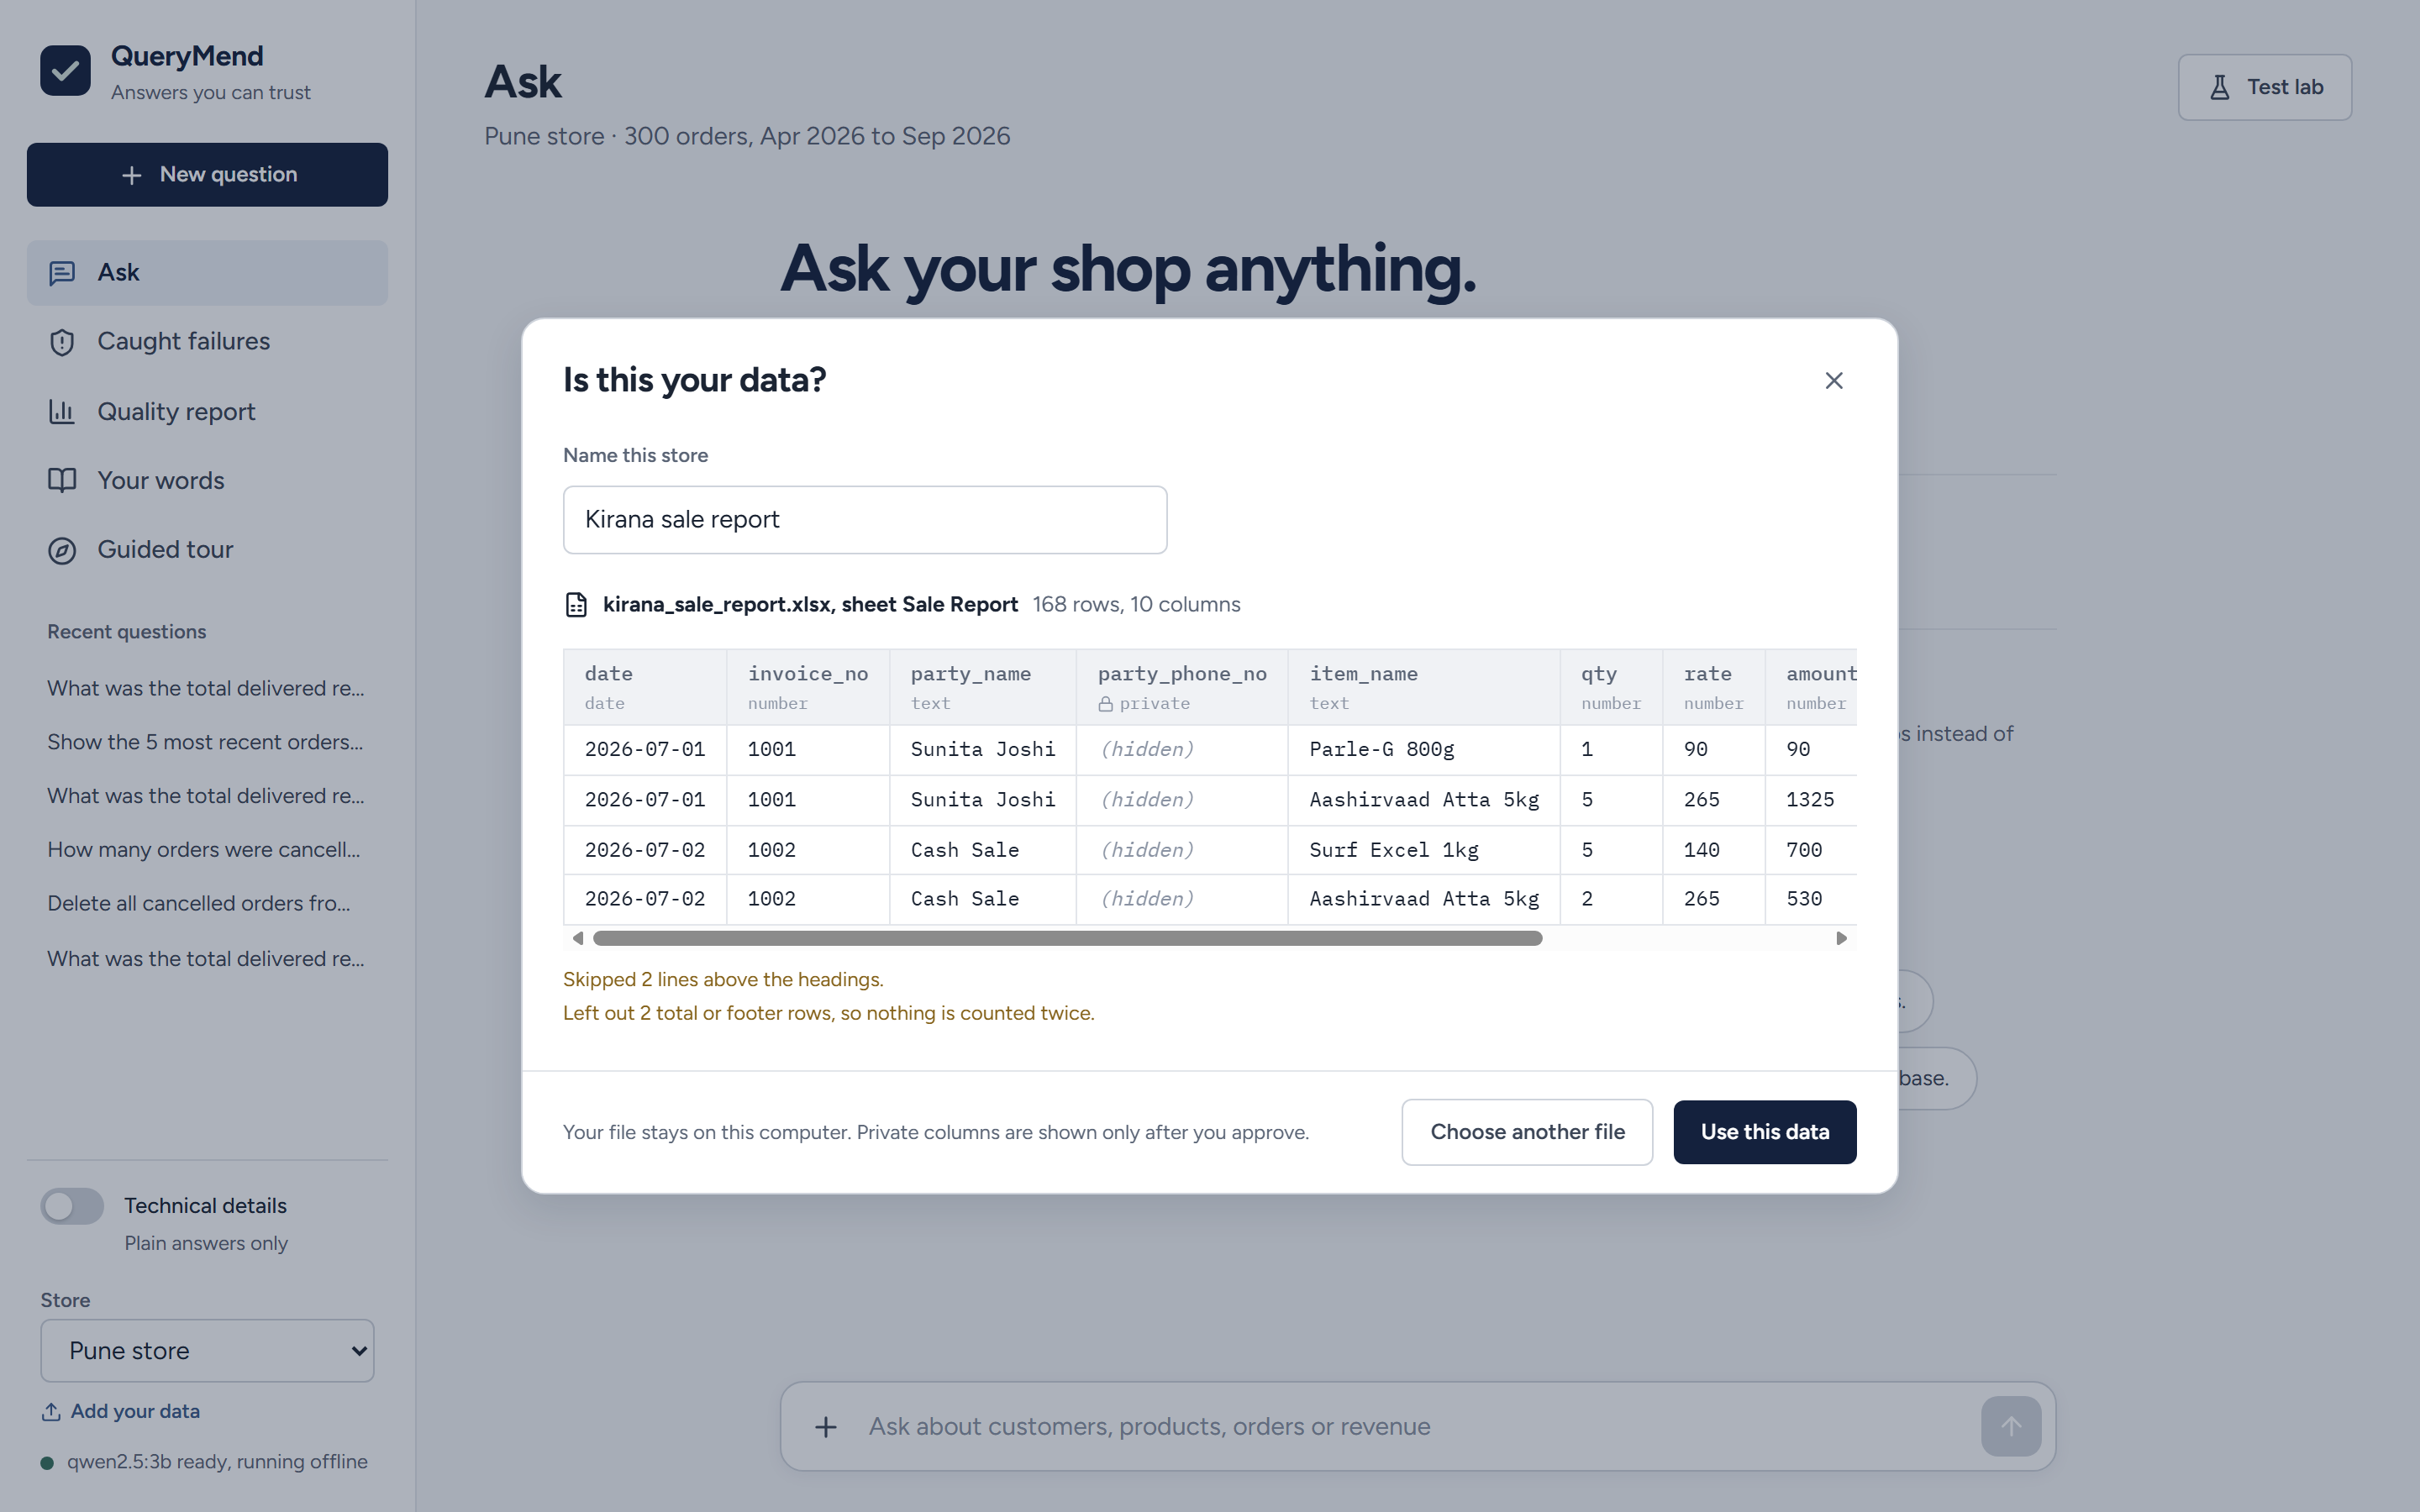 QueryMend
Answers you can trust
New question
Ask
Caught failures
Quality report
Your words
Guided tour
Recent questions
What was the total delivered re...
Show the 5 most recent orders...
What was the total delivered re...
How many orders were cancell...
Delete all cancelled orders fro...
What was the total delivered re...
Technical details
Plain answers only
Store
Pune store
Add your data
qwen2.5:3b ready, running offline
Ask
Pune store · 300 orders, Apr 2026 to Sep 2026
Test lab
Ask your shop anything.
Is this your data?
Name this store
Kirana sale report
kirana_sale_report.xlsx, sheet Sale Report 168 rows, 10 columns
date invoice_no party_name party_phone_no item_name qty rate amount
date number text private text number number number
2026-07-01 1001 Sunita Joshi (hidden) Parle-G 800g 1 90 90
2026-07-01 1001 Sunita Joshi (hidden) Aashirvaad Atta 5kg 5 265 1325
2026-07-02 1002 Cash Sale (hidden) Surf Excel 1kg 5 140 700
2026-07-02 1002 Cash Sale (hidden) Aashirvaad Atta 5kg 2 265 530
Skipped 2 lines above the headings.
Left out 2 total or footer rows, so nothing is counted twice.
Your file stays on this computer. Private columns are shown only after you approve.
Choose another file
Use this data
instead of
base.
Ask about customers, products, orders or revenue